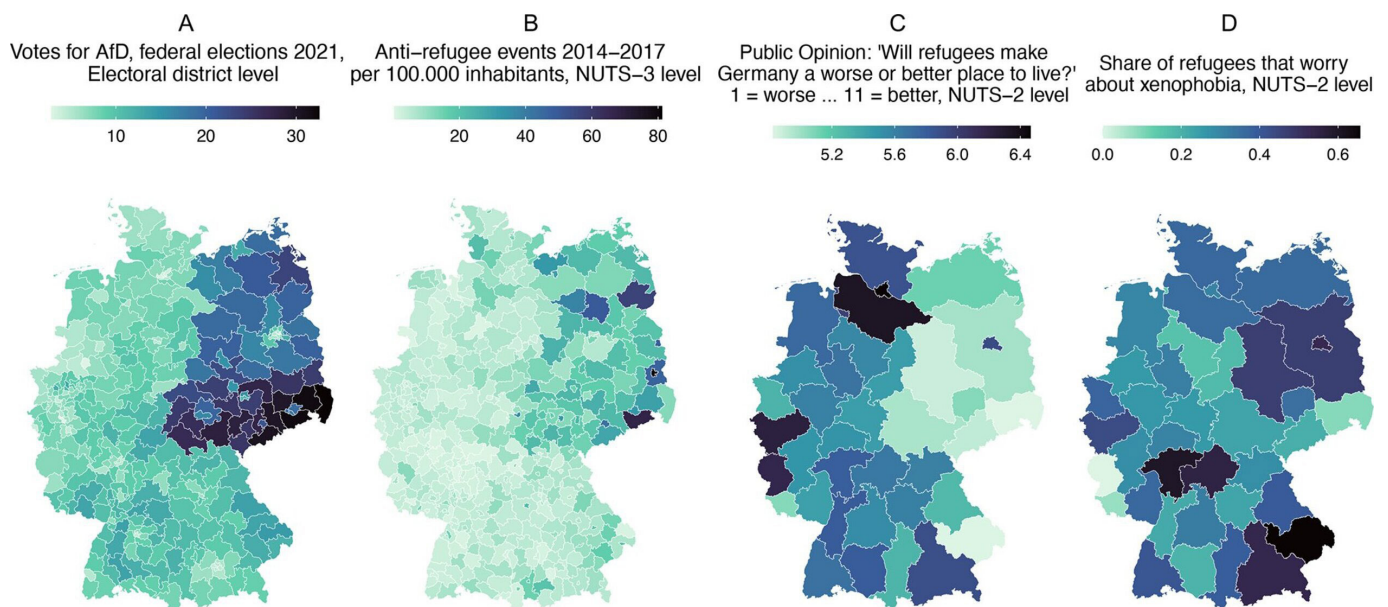 A
Votes for AfD, federal elections 2021,
Electoral district level
10 20 30
B
Anti−refugee events 2014−2017
per 100.000 inhabitants, NUTS−3 level
20 40 60 80
C
Public Opinion: 'Will refugees make
Germany a worse or better place to live?'
1 = worse ... 11 = better, NUTS−2 level
5.2 5.6 6.0 6.4
D
Share of refugees that worry
about xenophobia, NUTS−2 level
0.0 0.2 0.4 0.6